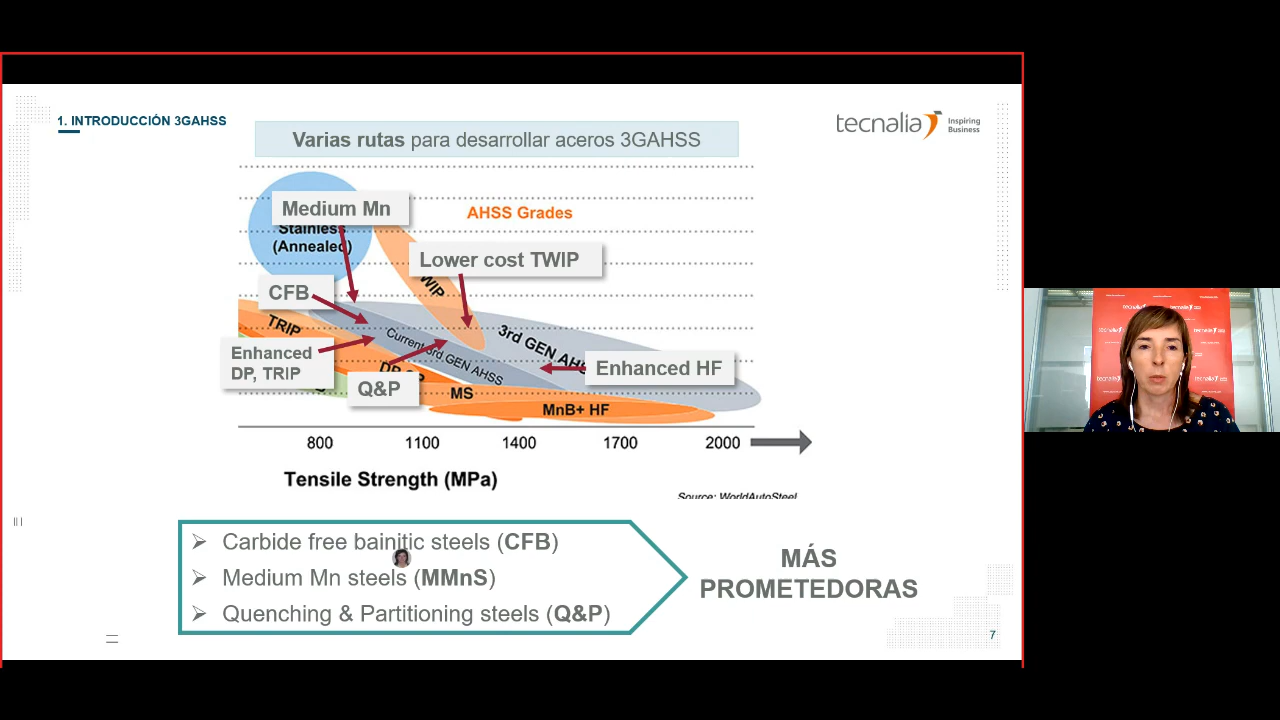 1. INTRODUCCIÓN 3GAHSS
tecnalia
Inspiring
Business
Varias rutas para desarrollar aceros 3GAHSS
Medium Mn
AHSS Grades
Stainless
(Annealed)
Lower cost TWIP
CFB
TRIP
Current 3rd GEN AHSS
3rd GEN AHS
Enhanced
DP, TRIP
Q&P
Enhanced HF
MS
MnB+ HF
800 1100 1400 1700 2000
Tensile Strength (MPa)
Source: WorldAutoSteel
➢ Carbide free bainitic steels (CFB)
➢ Medium Mn steels (MMnS)
➢ Quenching & Partitioning steels (Q&P)
MÁS
PROMETEDORAS
7
tecnalia